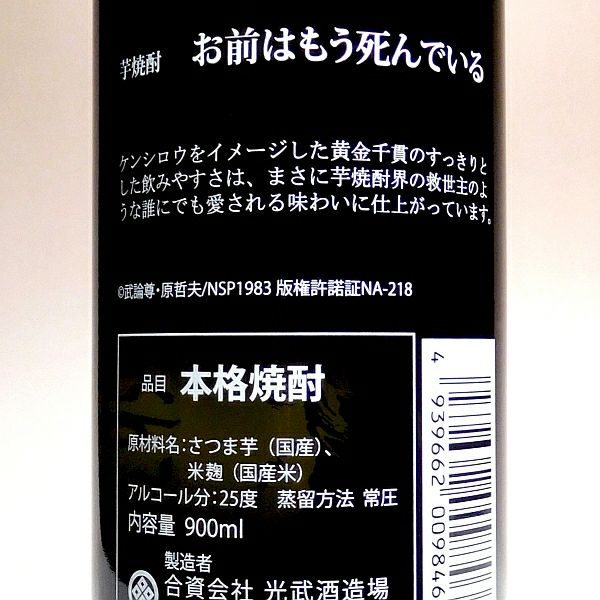 芋焼酎 お前はもう死んでいる
ケンシロウをイメージした黄金千貫のすっきりと
した飲みやすさは、まさに芋焼酎界の救世主のよ
うな誰にでも愛される味わいに仕上がっています。
©武論尊・原哲夫/NSP1983 版権許諾証NA-218
品目 本格焼酎
原材料名:さつま芋(国産)、
米麹(国産米)
アルコール分:25度 蒸留方法 常圧
内容量 900ml
製造者
合資会社 光武酒造場
4 939662 009846